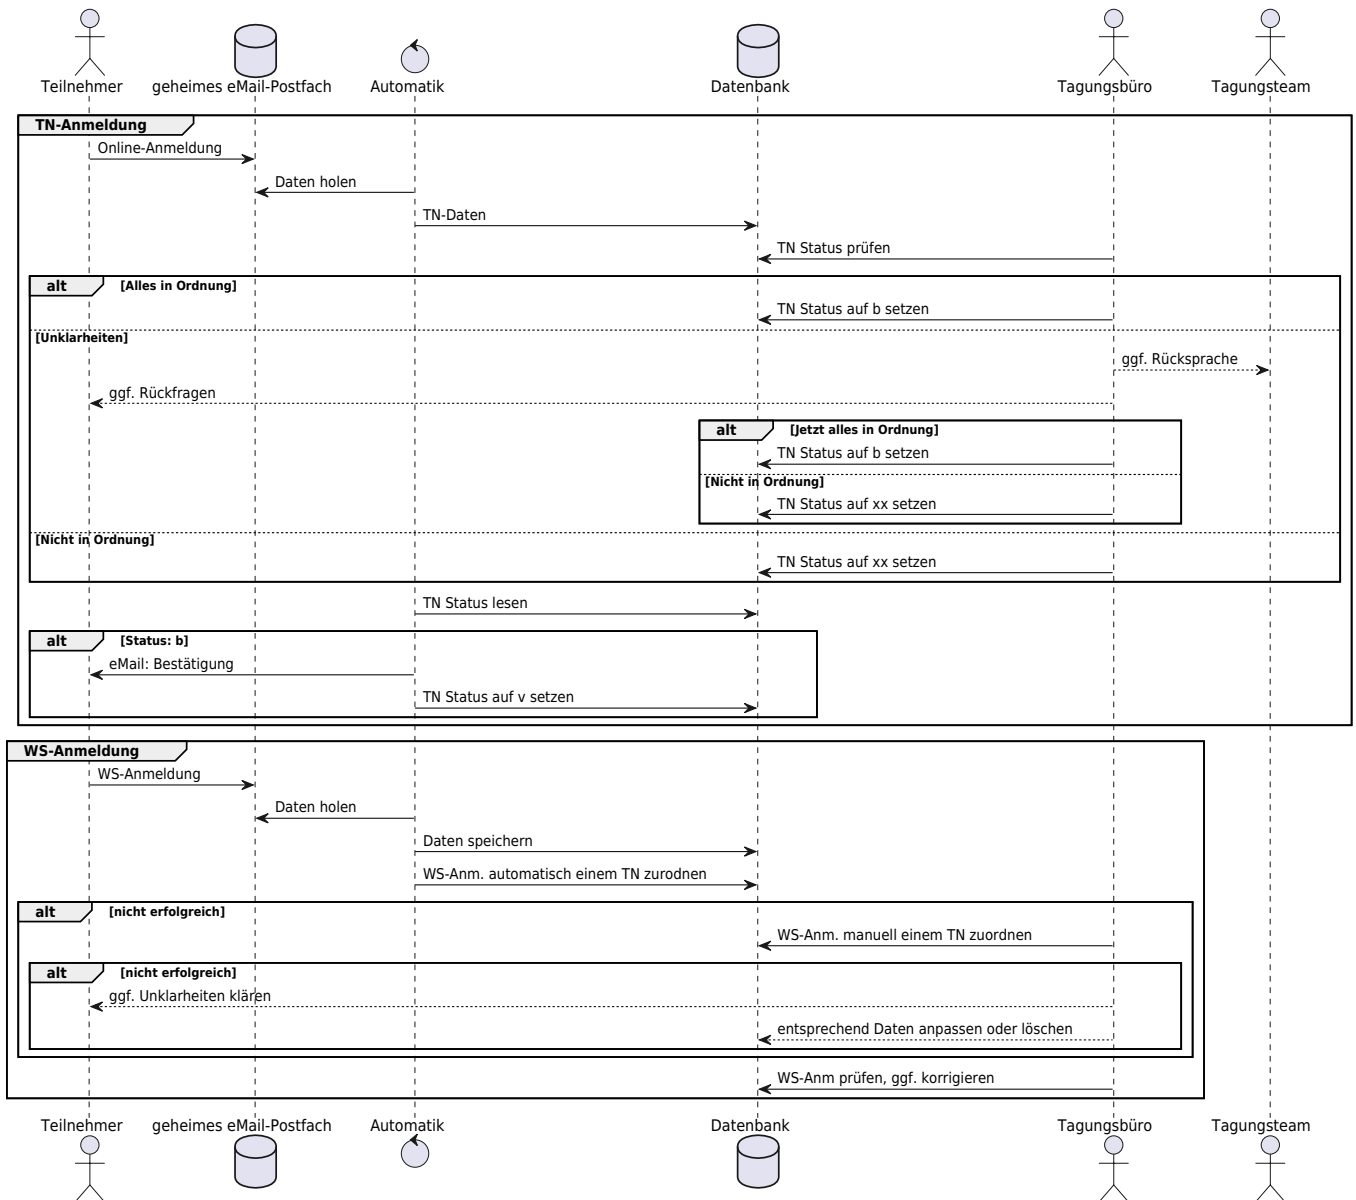 Teilnehmer geheimes eMail-Postfach Automatik Datenbank Tagungsbüro Tagungsteam
TN-Anmeldung
Online-Anmeldung
Daten holen
TN-Daten
TN Status prüfen
alt [Alles in Ordnung]
TN Status auf b setzen
[Unklarheiten]
ggf. Rücksprache
ggf. Rückfragen
alt [Jetzt alles in Ordnung]
TN Status auf b setzen
[Nicht in Ordnung]
TN Status auf xx setzen
[Nicht in Ordnung]
TN Status auf xx setzen
TN Status lesen
alt [Status: b]
eMail: Bestätigung
TN Status auf v setzen
WS-Anmeldung
WS-Anmeldung
Daten holen
Daten speichern
WS-Anm. automatisch einem TN zurodnen
alt [nicht erfolgreich]
WS-Anm. manuell einem TN zuordnen
alt [nicht erfolgreich]
ggf. Unklarheiten klären
entsprechend Daten anpassen oder löschen
WS-Anm prüfen, ggf. korrigieren
Teilnehmer geheimes eMail-Postfach Automatik Datenbank Tagungsbüro Tagungsteam